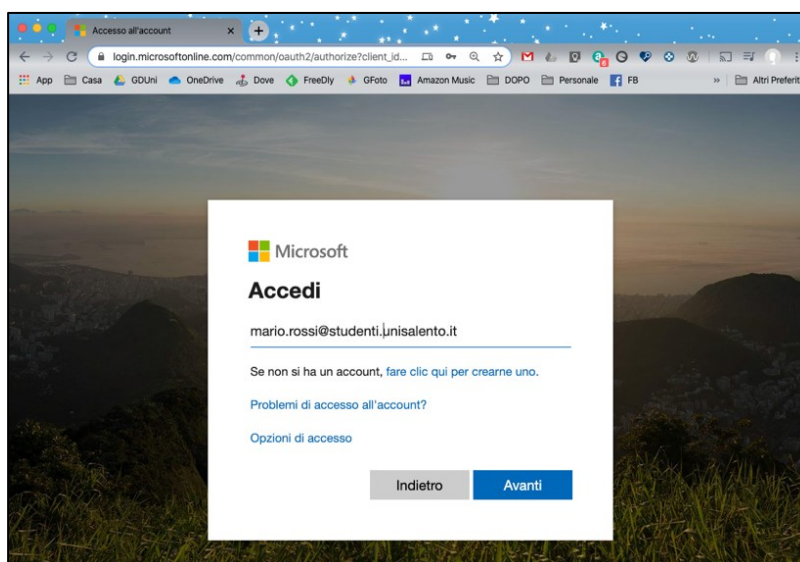 Accesso all'account
login.microsoftonline.com/common/oauth2/authorize?client_id...
App Casa GDUni OneDrive Dove FreeDly GFoto Amazon Music DOPO Personale FB » Altri Preferit
Microsoft
Accedi
mario.rossi@studenti.unisalento.it
Se non si ha un account, fare clic qui per crearne uno.
Problemi di accesso all'account?
Opzioni di accesso
Indietro Avanti